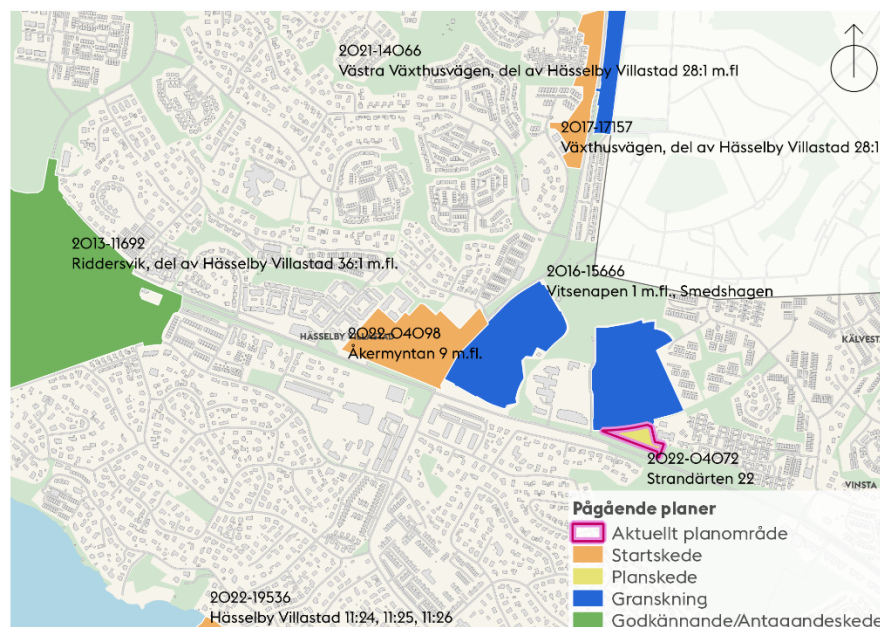 2021-14066
Västra Växthusvägen, del av Hässelby Villastad 28:1 m.fl
2017-17157
Växthusvägen, del av Hässelby Villastad 28:1
2013-11692
Riddersvik, del av Hässelby Villastad 36:1 m.fl.
2016-15666
Vitsenapen 1 m.fl., Smedshagen
2022-04098
HÄSSELBY VILLASTAD
Åkermyntan 9 m.fl.
KÄLVESTA
2022-04072
Strandärten 22
VINSTA
Pågående planer
Aktuellt planområde
Startskede
Planskede
Granskning
Godkännande/Antagandeskede
2022-19536
Hässelby Villastad 11:24, 11:25, 11:26